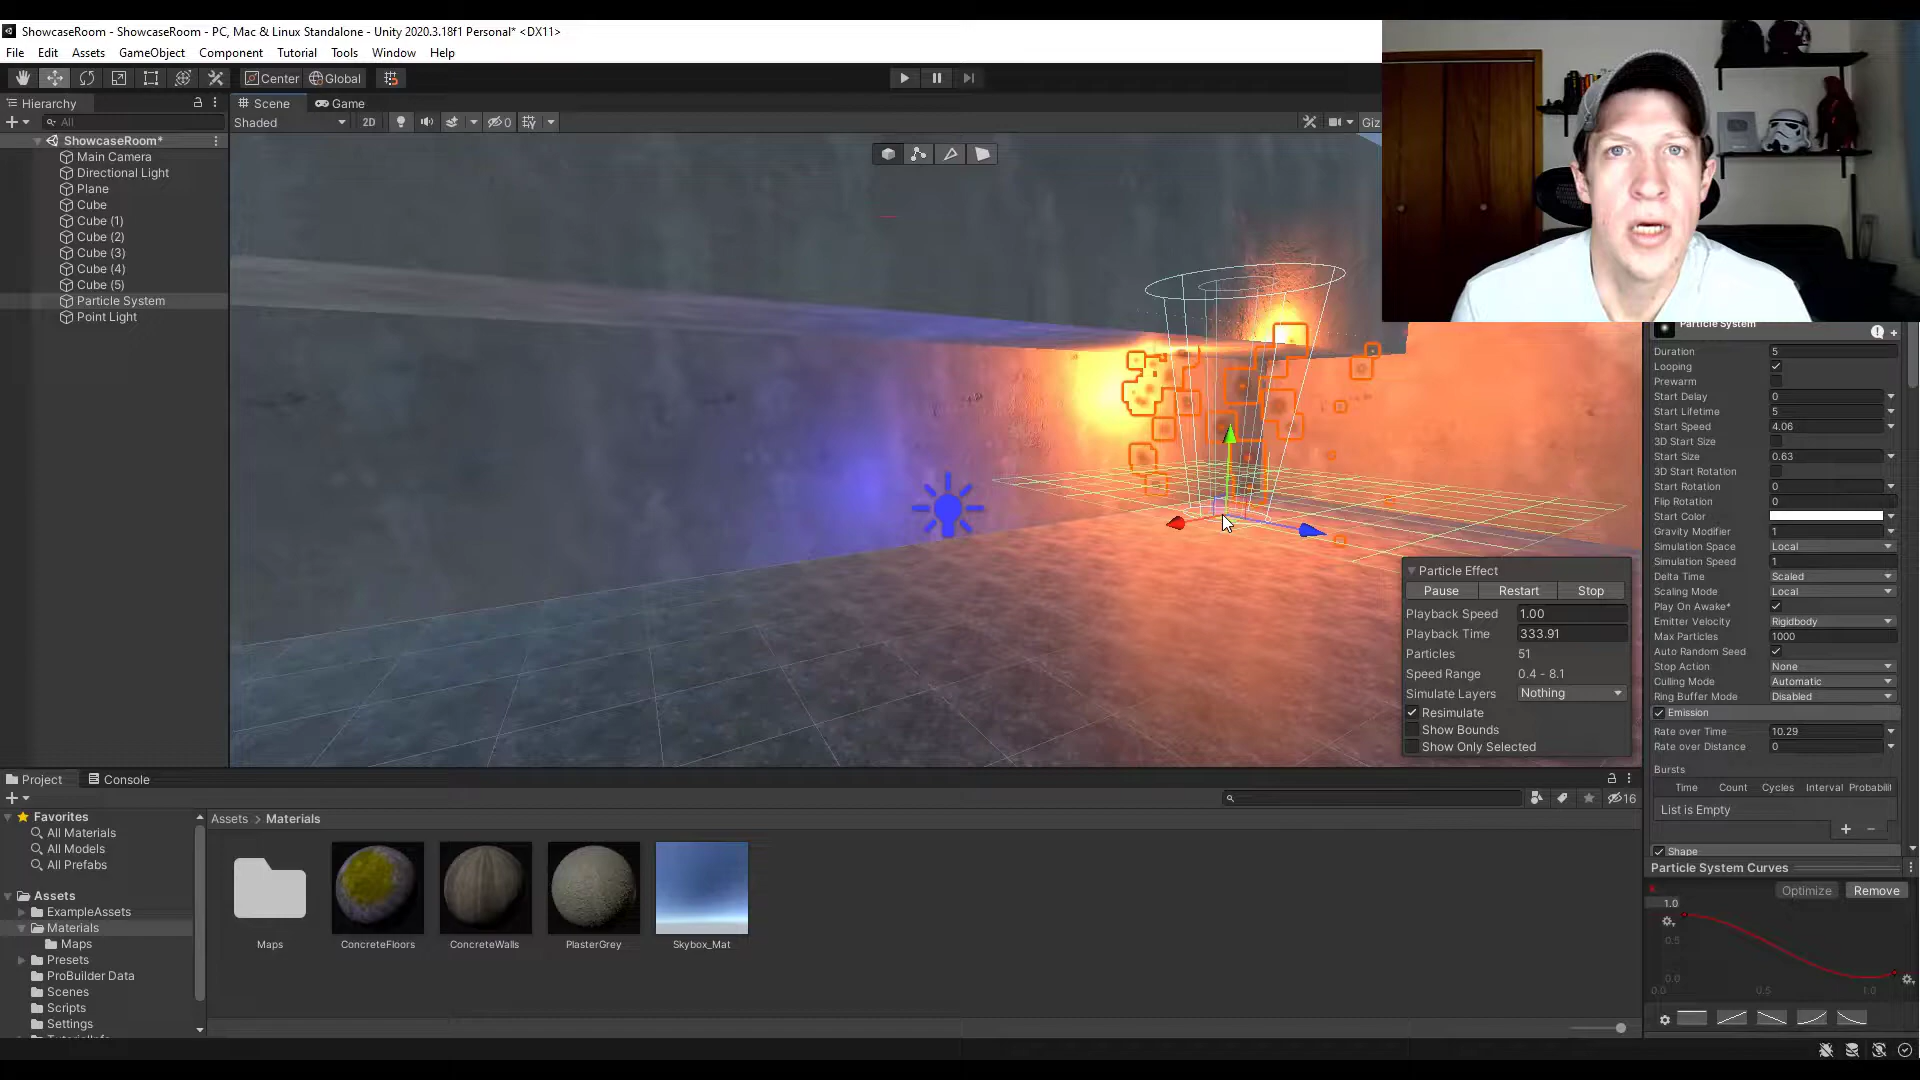 ShowcaseRoom - ShowcaseRoom - PC, Mac & Linux Standalone - Unity 2020.3.18f1 Personal* <DX11>
File Edit Assets GameObject Component Tutorial Tools Window Help
Center Global
Hierarchy
All
ShowcaseRoom*
Main Camera
Directional Light
Plane
Cube
Cube (1)
Cube (2)
Cube (3)
Cube (4)
Cube (5)
Particle System
Point Light
Scene Game
Shaded 2D 0 Giz
Particle Effect
Pause Restart Stop
Playback Speed 1.00
Playback Time 333.91
Particles 51
Speed Range 0.4 - 8.1
Simulate Layers Nothing
Resimulate
Show Bounds
Show Only Selected
Particle System
Duration 5
Looping
Prewarm
Start Delay 0
Start Lifetime 5
Start Speed 4.06
3D Start Size
Start Size 0.63
3D Start Rotation
Start Rotation 0
Flip Rotation 0
Start Color
Gravity Modifier 1
Simulation Space Local
Simulation Speed 1
Delta Time Scaled
Scaling Mode Local
Play On Awake*
Emitter Velocity Rigidbody
Max Particles 1000
Auto Random Seed
Stop Action None
Culling Mode Automatic
Ring Buffer Mode Disabled
Emission
Rate over Time 10.29
Rate over Distance 0
Bursts
Time Count Cycles Interval Probabili
List is Empty
Shape
Particle System Curves
Optimize Remove
1.0
0.5
0.0
0.0 0.5 1.0
Project Console
16
Favorites
All Materials
All Models
All Prefabs
Assets
ExampleAssets
Materials
Maps
Presets
ProBuilder Data
Scenes
Scripts
Settings
Assets > Materials
Maps ConcreteFloors ConcreteWalls PlasterGrey Skybox_Mat